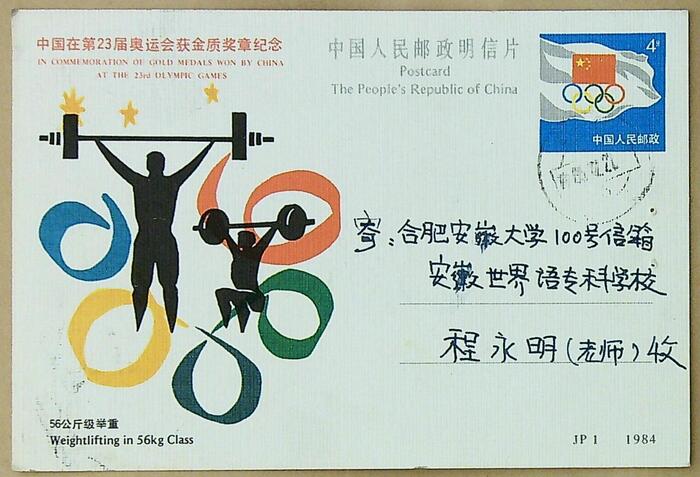 中国在第23届奥运会获金质奖章纪念
IN COMMEMORATION OF GOLD MEDALS WON BY CHINA
AT THE 23rd OLYMPIC GAMES
中国人民邮政明信片
Postcard
The People's Republic of China
4分
中国人民邮政
寄:合肥安徽大学100号信箱
安徽世界语专科学校
程永明(老师)收
56公斤级举重
Weightlifting in 56kg Class
JP 1 1984